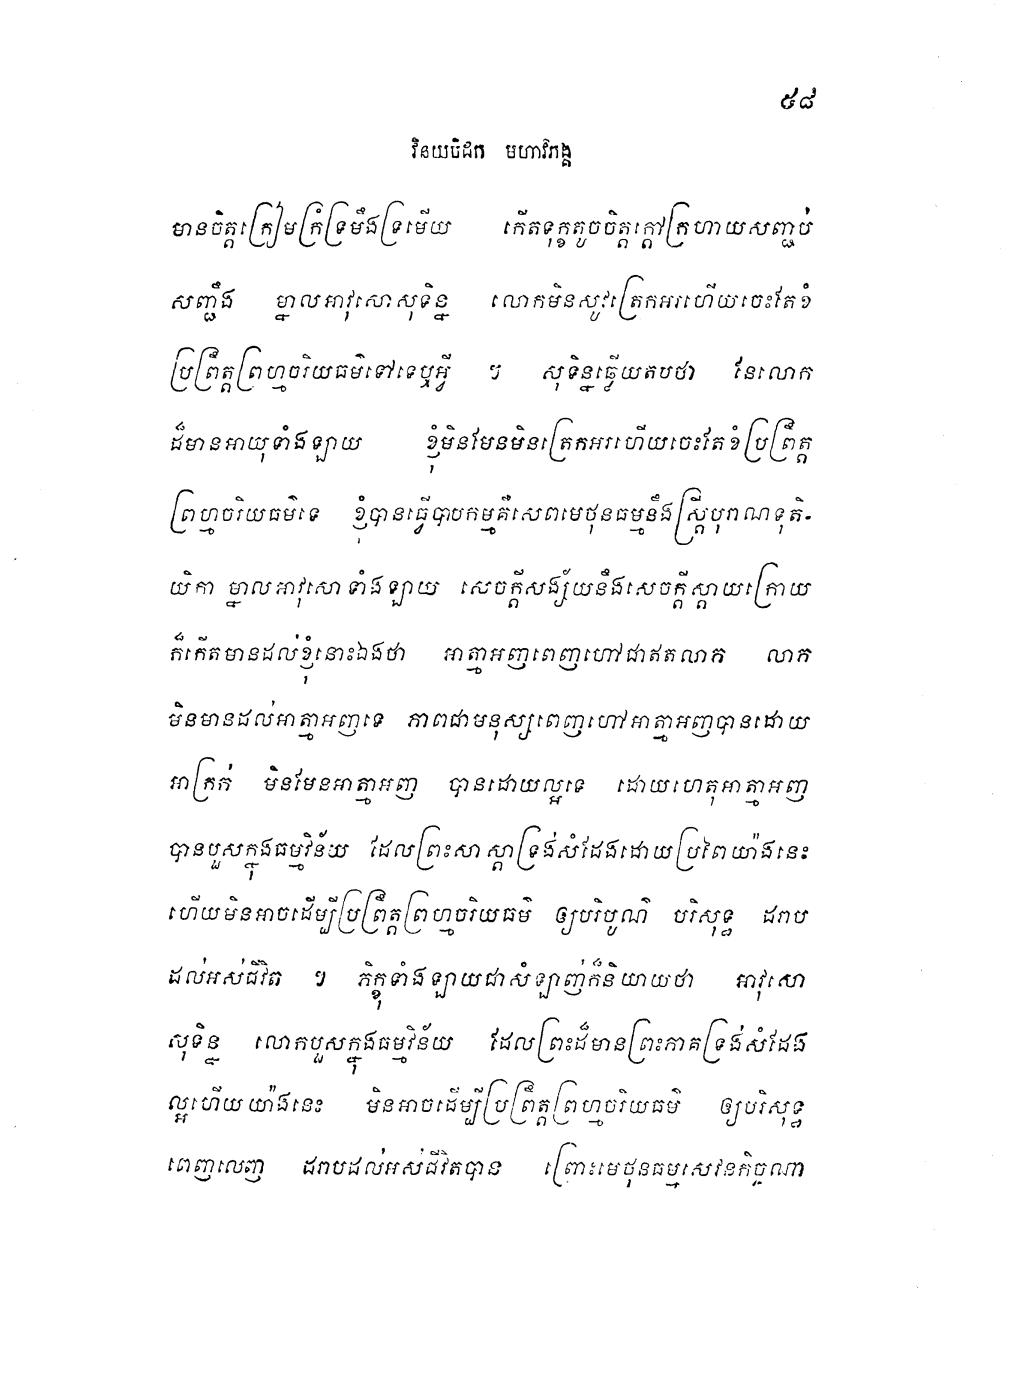 ៥៨
វិនយបិដក មហាវិភង្គ
មានចិត្តក្រៀមក្រំទ្រមឹងទ្រមើយ កើតទុក្ខតូចចិត្តក្តៅក្រហាយសញ្ជប់
សញ្ជឹង ម្នាលអាវុសោសុទិន្ន លោកមិនសូវត្រេកអរហើយចេះតែខំ
ប្រព្រឹត្តព្រហ្មចរិយធម៌ទៅទេឬអ្វី ។ សុទិន្នធ្វើយតបថា នែលោក
ដ៏មានអាយុទាំងឡាយ ខ្ញុំមិនមែនមិនត្រេកអរហើយចេះតែខំប្រព្រឹត្ត
ព្រហ្មចរិយធម៌ទេ ខ្ញុំបានធ្វើបាបកម្មគឺសេពមេថុនធម្មនឹងស្ត្រីបុរាណទុតិ-
យិកា ម្នាលអាវុសោទាំងឡាយ សេចក្តីសង្ស័យនឹងសេចក្តីស្តាយក្រោយ
ក៏កើតមានដល់ខ្ញុំនោះឯងថា អាត្មាអញពេញហៅជាឥតលាភ លាភ
មិនមានដល់អាត្មាអញទេ ភាពជាមនុស្សពេញហៅអាត្មាអញបានដោយ
អាក្រក់ មិនមែនអាត្មាអញ បានដោយល្អទេ ដោយហេតុអាត្មាអញ
បានបួសក្នុងធម្មវិន័យ ដែលព្រះសាស្តាទ្រង់សំដែងដោយប្រពៃយ៉ាងនេះ
ហើយមិនអាចដើម្បីប្រព្រឹត្តព្រហ្មចរិយធម៌ ឲ្យបរិបូណ៌ បរិសុទ្ធ ដរាប
ដល់អស់ជីវិត ។ ភិក្ខុទាំងឡាយជាសំឡាញ់ក៏និយាយថា អាវុសោ
សុទិន្ន លោកបួសក្នុងធម្មវិន័យ ដែលព្រះដ៏មានព្រះភាគទ្រង់សំដែង
ល្អហើយយ៉ាងនេះ មិនអាចដើម្បីប្រព្រឹត្តព្រហ្មចរិយធម៌ ឲ្យបរិសុទ្ធ
ពេញលេញ ដរាបដល់អស់ជីវិតបាន ព្រោះមេថុនធម្មសេវនកិច្ចណា